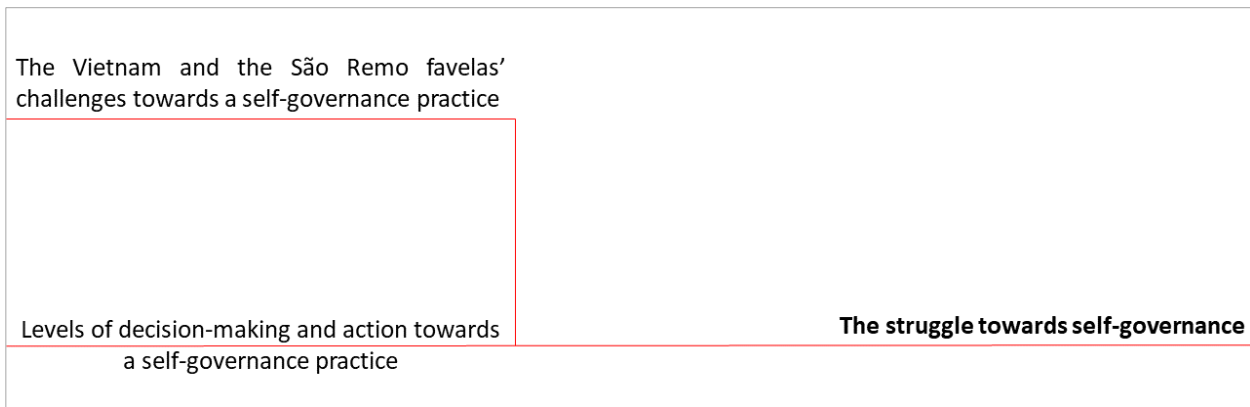 The Vietnam and the São Remo favelas’
challenges towards a self-governance practice
Levels of decision-making and action towards
a self-governance practice
The struggle towards self-governance